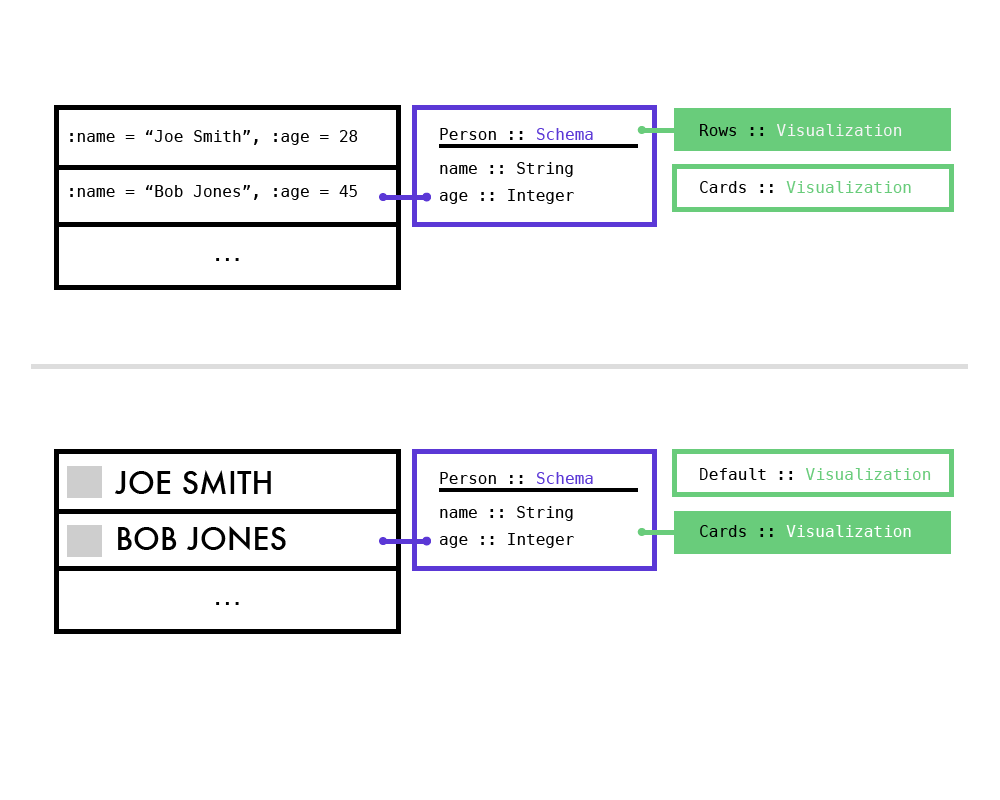 :name = “Joe Smith”, :age = 28
:name = “Bob Jones”, :age = 45
...
Person :: Schema
name :: String
age :: Integer
Rows :: Visualization
Cards :: Visualization
JOE SMITH
BOB JONES
...
Person :: Schema
name :: String
age :: Integer
Default :: Visualization
Cards :: Visualization